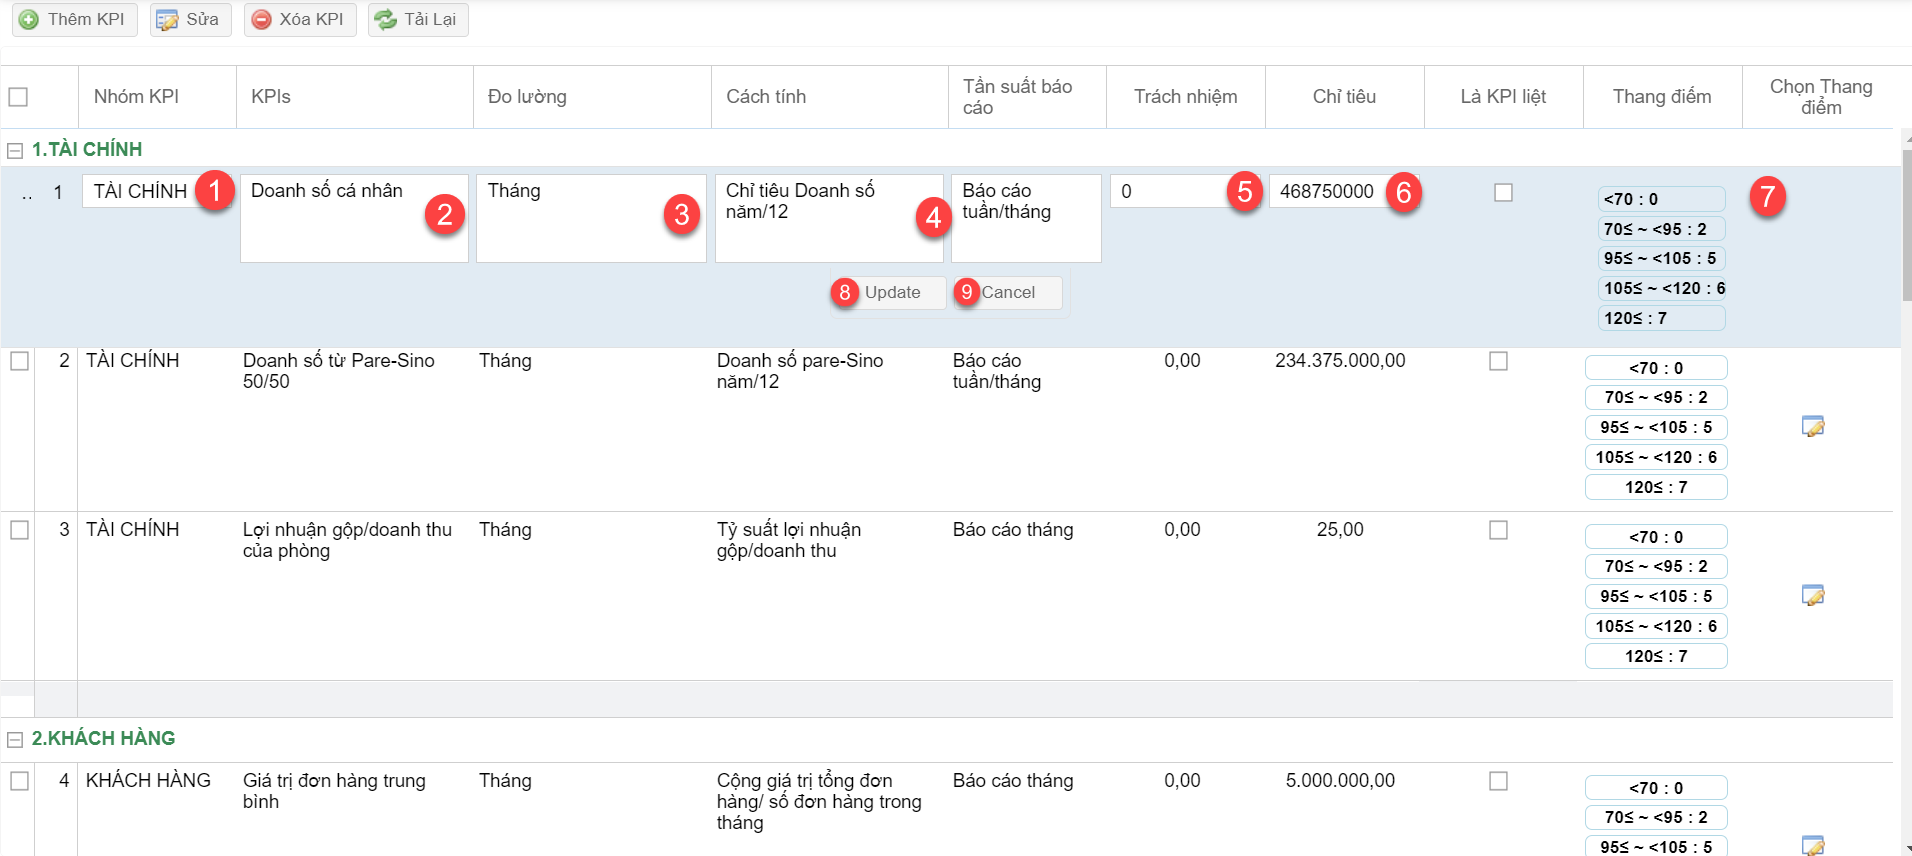 Thêm KPI Sửa Xóa KPI Tải Lại
Nhóm KPI KPIs Đo lường Cách tính Tần suất báo cáo Trách nhiệm Chỉ tiêu Là KPI liệt Thang điểm Chọn Thang điểm
1.TÀI CHÍNH
.. 1 TÀI CHÍNH 1 Doanh số cá nhân 2 Tháng 3 Chỉ tiêu Doanh số 4 Báo cáo 0 5 468750000 6 <70 : 0 7
năm/12 tuần/tháng
70≤ ~ <95 : 2
95≤ ~ <105 : 5
8 Update 9 Cancel 105≤ ~ <120 : 6
120≤ : 7
2 TÀI CHÍNH Doanh số từ Pare-Sino Tháng Doanh số pare-Sino Báo cáo 0,00 234.375.000,00 <70 : 0
50/50 năm/12 tuần/tháng
70≤ ~ <95 : 2
95≤ ~ <105 : 5
105≤ ~ <120 : 6
120≤ : 7
3 TÀI CHÍNH Lợi nhuận gộp/doanh thu Tháng Tỷ suất lợi nhuận Báo cáo tháng 0,00 25,00 <70 : 0
của phòng gộp/doanh thu
70≤ ~ <95 : 2
95≤ ~ <105 : 5
105≤ ~ <120 : 6
120≤ : 7
2.KHÁCH HÀNG
4 KHÁCH HÀNG Giá trị đơn hàng trung Tháng Cộng giá trị tổng đơn Báo cáo tháng 0,00 5.000.000,00 <70 : 0
bình hàng/ số đơn hàng trong
tháng
70≤ ~ <95 : 2
95≤ ~ <105 : 5